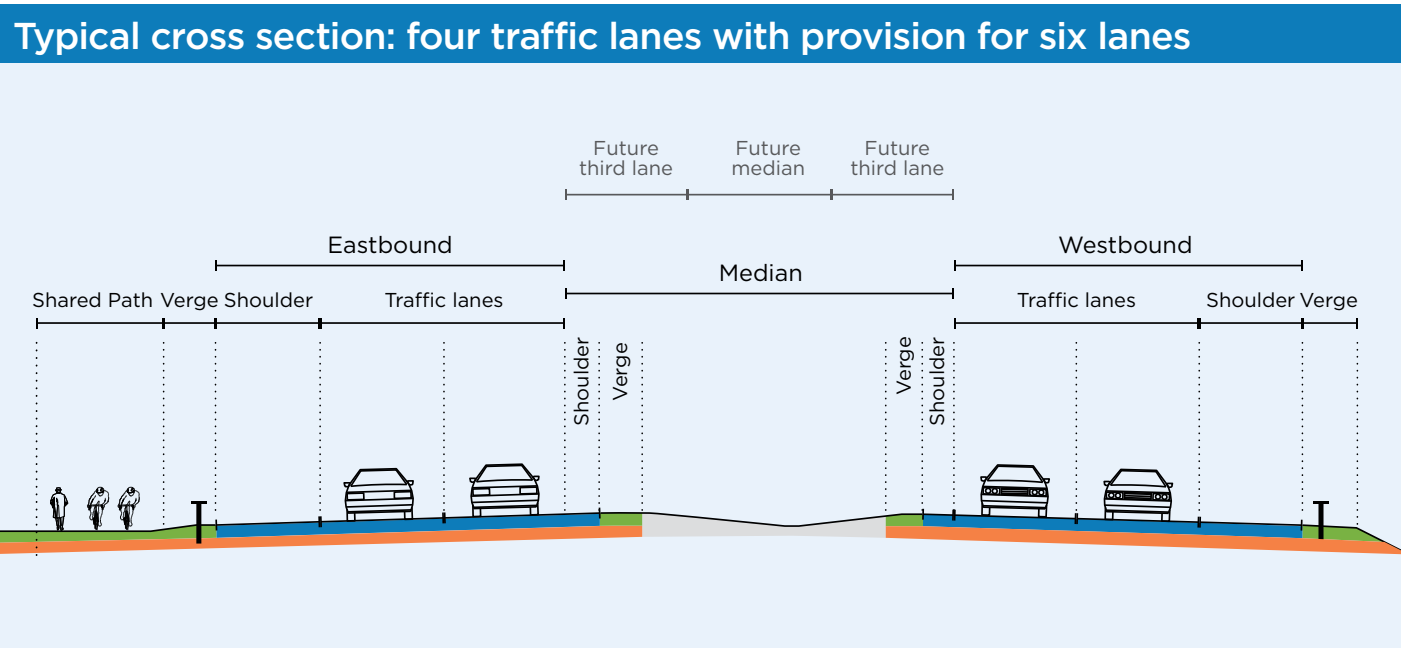 Typical cross section: four traffic lanes with provision for six lanes
Future
third lane
Future
median
Future
third lane
Eastbound
Median
Westbound
Shared Path
Verge
Shoulder
Traffic lanes
Traffic lanes
Shoulder
Verge
Shoulder
Verge
Verge
Shoulder